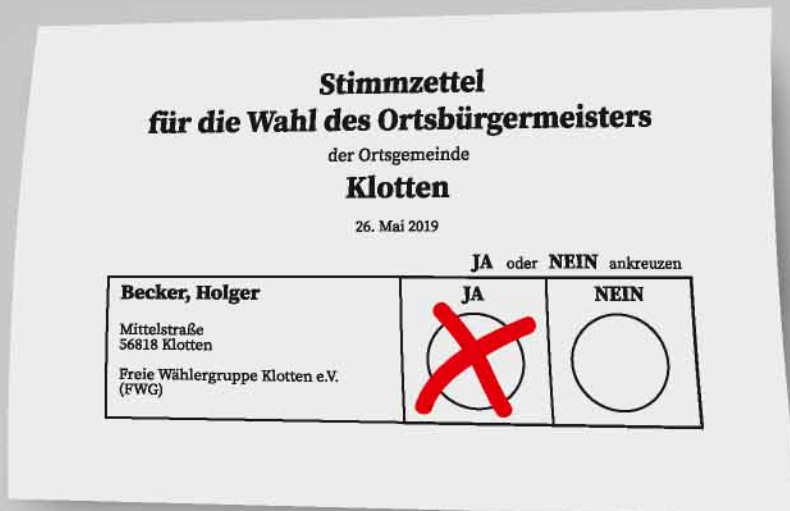 Stimmzettel
für die Wahl des Ortsbürgermeisters
der Ortsgemeinde
Klotten
26. Mai 2019
JA oder NEIN ankreuzen
Becker, Holger
Mittelstraße
56818 Klotten
Freie Wählergruppe Klotten e.V.
(FWG)
JA
NEIN